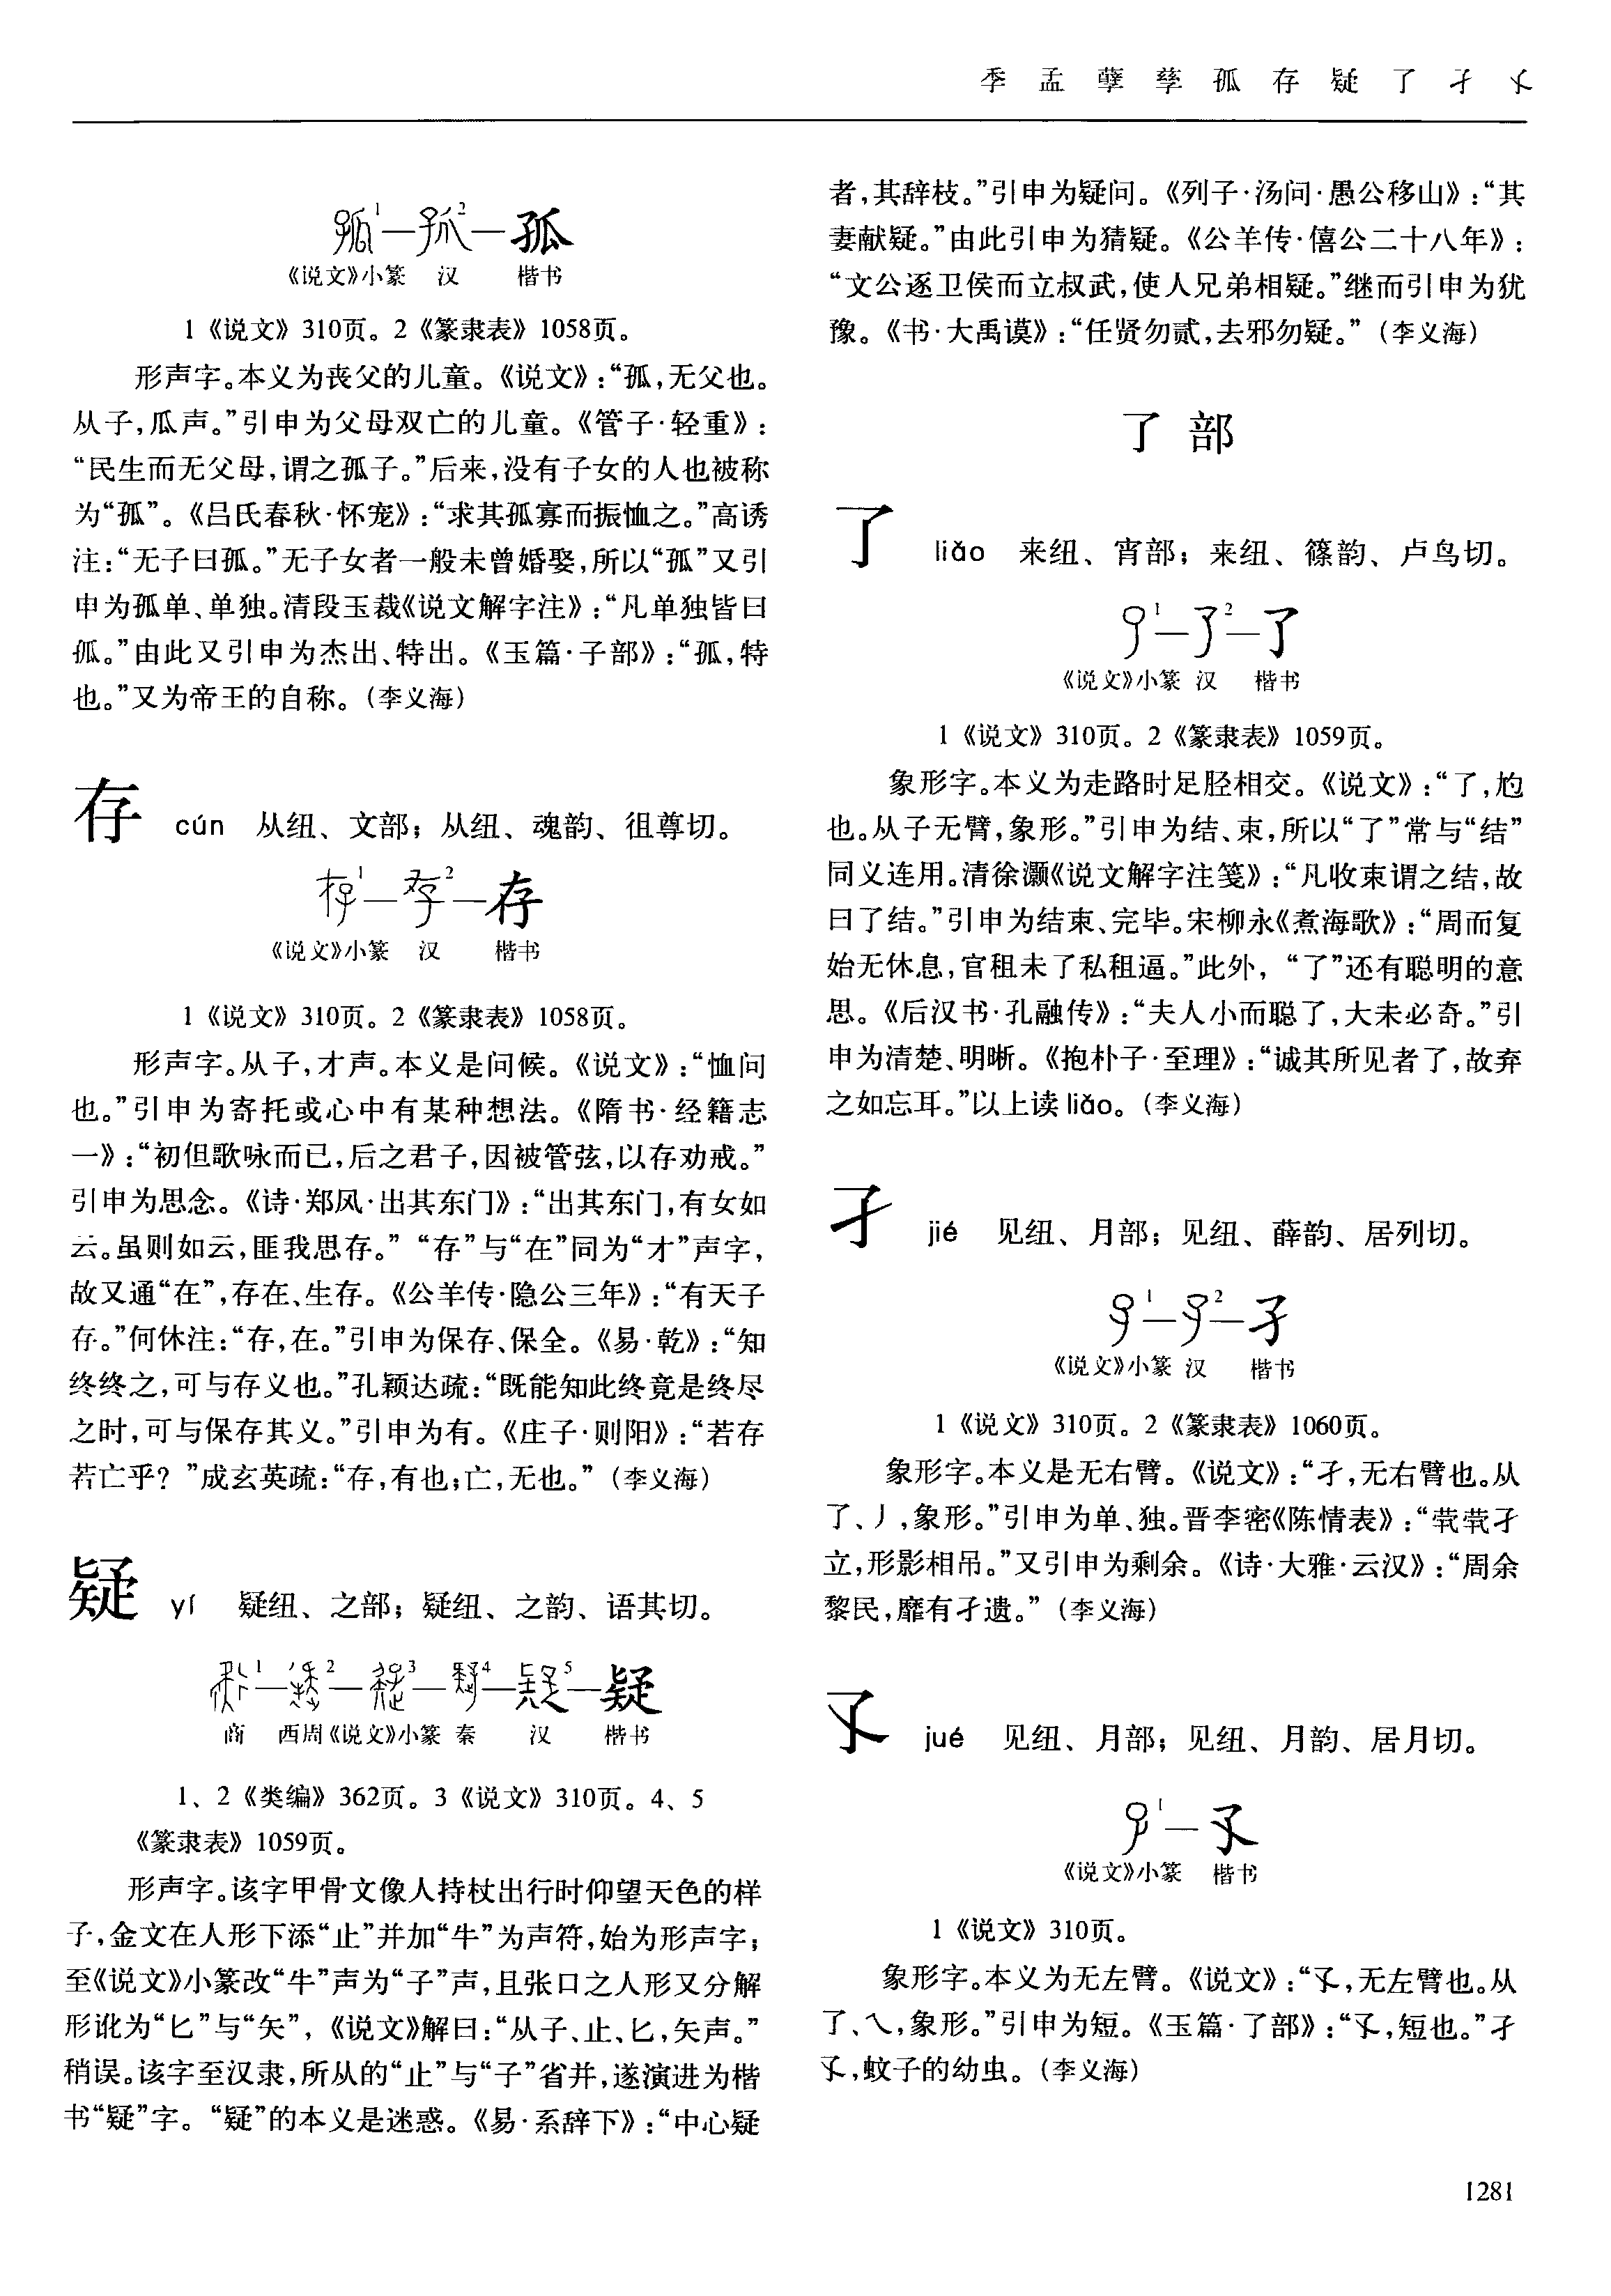 季 孟 孽 孳 孤 存 疑 了 孑 孓
1—2—孤
《说文》小篆 汉 楷书
1《说文》310页。2《篆隶表》1058页。
形声字。本义为丧父的儿童。《说文》:“孤,无父也。
从子,瓜声。”引申为父母双亡的儿童。《管子·轻重》:
“民生而无父母,谓之孤子。”后来,没有子女的人也被称
为“孤”。《吕氏春秋·怀宠》:“求其孤寡而振恤之。”高诱
注:“无子曰孤。”无子女者一般未曾婚娶,所以“孤”又引
申为孤单、单独。清段玉裁《说文解字注》:“凡单独皆曰
孤。”由此又引申为杰出、特出。《玉篇·子部》:“孤,特
也。”又为帝王的自称。(李义海)
存 cún 从纽、文部;从纽、魂韵、徂尊切。
1—2—存
《说文》小篆 汉 楷书
1《说文》310页。2《篆隶表》1058页。
形声字。从子,才声。本义是问候。《说文》:“恤问
也。”引申为寄托或心中有某种想法。《隋书·经籍志
一》:“初但歌咏而已,后之君子,因被管弦,以存劝戒。”
引申为思念。《诗·郑风·出其东门》:“出其东门,有女如
云。虽则如云,匪我思存。”“存”与“在”同为“才”声字,
故又通“在”,存在、生存。《公羊传·隐公三年》:“有天子
存。”何休注:“存,在。”引申为保存、保全。《易·乾》:“知
终终之,可与存义也。”孔颖达疏:“既能知此终竟是终尽
之时,可与保存其义。”引申为有。《庄子·则阳》:“若存
若亡乎?”成玄英疏:“存,有也;亡,无也。”(李义海)
疑 yí 疑纽、之部;疑纽、之韵、语其切。
1—2—3—4—5—疑
商 西周《说文》小篆 秦 汉 楷书
1、2《类编》362页。3《说文》310页。4、5
《篆隶表》1059页。
形声字。该字甲骨文像人持杖出行时仰望天色的样
子,金文在人形下添“止”并加“牛”为声符,始为形声字;
至《说文》小篆改“牛”声为“子”声,且张口之人形又分解
形讹为“匕”与“矢”,《说文》解曰:“从子、止、匕,矢声。”
稍误。该字至汉隶,所从的“止”与“子”省并,遂演进为楷
书“疑”字。“疑”的本义是迷惑。《易·系辞下》:“中心疑
者,其辞枝。”引申为疑问。《列子·汤问·愚公移山》:“其
妻献疑。”由此引申为猜疑。《公羊传·僖公二十八年》:
“文公逐卫侯而立叔武,使人兄弟相疑。”继而引申为犹
豫。《书·大禹谟》:“任贤勿贰,去邪勿疑。”(李义海)
了 部
了 liǎo 来纽、宵部;来纽、篠韵、卢鸟切。
1—2—了
《说文》小篆 汉 楷书
1《说文》310页。2《篆隶表》1059页。
象形字。本义为走路时足胫相交。《说文》:“了,尥
也。从子无臂,象形。”引申为结、束,所以“了”常与“结”
同义连用。清徐灏《说文解字注笺》:“凡收束谓之结,故
曰了结。”引申为结束、完毕。宋柳永《煮海歌》:“周而复
始无休息,官租未了私租逼。”此外,“了”还有聪明的意
思。《后汉书·孔融传》:“夫人小而聪了,大未必奇。”引
申为清楚、明晰。《抱朴子·至理》:“诚其所见者了,故弃
之如忘耳。”以上读liǎo。(李义海)
孑 jié 见纽、月部;见纽、薛韵、居列切。
1—2—孑
《说文》小篆 汉 楷书
1《说文》310页。2《篆隶表》1060页。
象形字。本义是无右臂。《说文》:“孑,无右臂也。从
了、丿,象形。”引申为单、独。晋李密《陈情表》:“茕茕孑
立,形影相吊。”又引申为剩余。《诗·大雅·云汉》:“周余
黎民,靡有孑遗。”(李义海)
孓 jué 见纽、月部;见纽、月韵、居月切。
1—孓
《说文》小篆 楷书
1《说文》310页。
象形字。本义为无左臂。《说文》:“孓,无左臂也。从
了、㇏,象形。”引申为短。《玉篇·了部》:“孓,短也。”孑
孓,蚊子的幼虫。(李义海)
1281